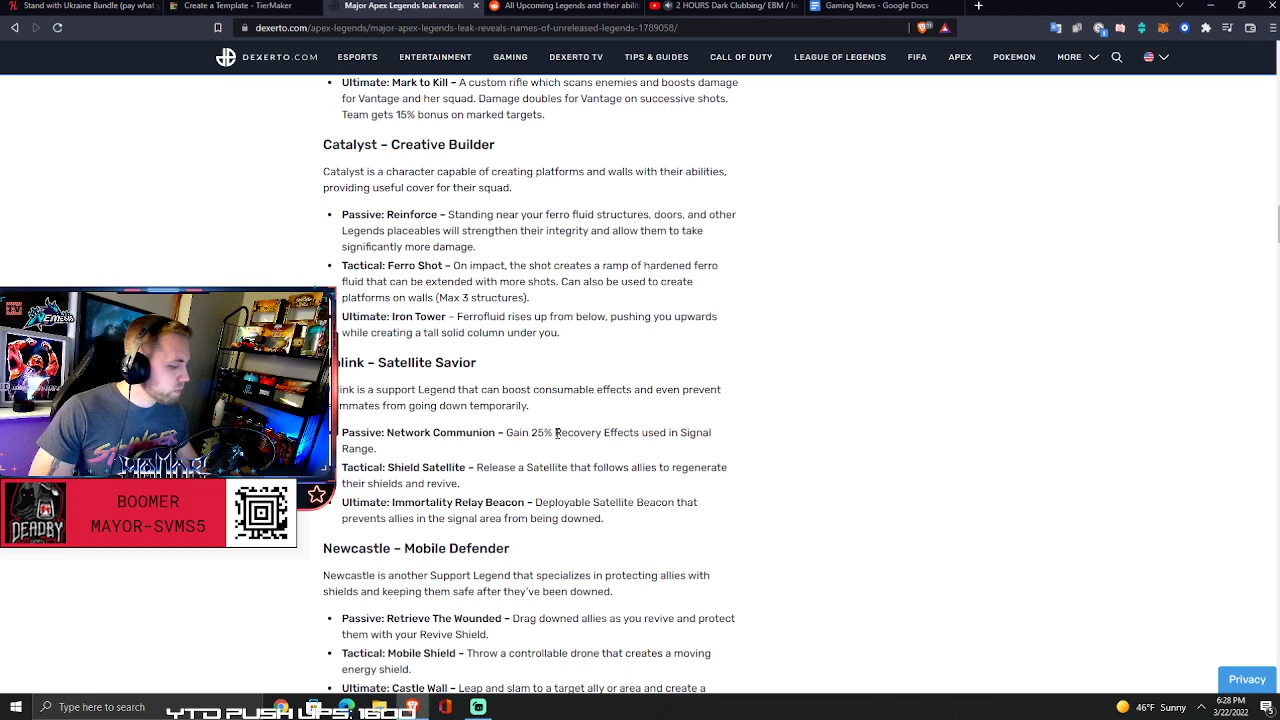 Stand with Ukraine Bundle (pay what y
Create a Template - TierMaker
Major Apex Legends leak reveals
All Upcoming Legends and their abiliti
2 HOURS Dark Clubbing/ EBM / In
Gaming News - Google Docs
dexerto.com/apex-legends/major-apex-legends-leak-reveals-names-of-unreleased-legends-1789058/
DEXERTO.COM ESPORTS ENTERTAINMENT GAMING DEXERTO TV TIPS & GUIDES CALL OF DUTY LEAGUE OF LEGENDS FIFA APEX POKEMON MORE
Ultimate: Mark to Kill – A custom rifle which scans enemies and boosts damage
for Vantage and her squad. Damage doubles for Vantage on successive shots.
Team gets 15% bonus on marked targets.
Catalyst – Creative Builder
Catalyst is a character capable of creating platforms and walls with their abilities,
providing useful cover for their squad.
Passive: Reinforce – Standing near your ferro fluid structures, doors, and other
Legends placeables will strengthen their integrity and allow them to take
significantly more damage.
Tactical: Ferro Shot – On impact, the shot creates a ramp of hardened ferro
fluid that can be extended with more shots. Can also be used to create
platforms on walls (Max 3 structures).
Ultimate: Iron Tower – Ferrofluid rises up from below, pushing you upwards
while creating a tall solid column under you.
plink – Satellite Savior
link is a support Legend that can boost consumable effects and even prevent
mmates from going down temporarily.
Passive: Network Communion – Gain 25% Recovery Effects used in Signal
Range.
Tactical: Shield Satellite – Release a Satellite that follows allies to regenerate
their shields and revive.
Ultimate: Immortality Relay Beacon – Deployable Satellite Beacon that
prevents allies in the signal area from being downed.
Newcastle – Mobile Defender
Newcastle is another Support Legend that specializes in protecting allies with
shields and keeping them safe after they've been downed.
Passive: Retrieve The Wounded – Drag downed allies as you revive and protect
them with your Revive Shield.
Tactical: Mobile Shield – Throw a controllable drone that creates a moving
energy shield.
Ultimate: Castle Wall – Leap and slam to a target ally or area and create a
DEADBY
BOOMER
MAYOR-SVMS5
Privacy
Type here to search
YTD PUSH UPS: 1600
46°F Sunny
6:28 PM
3/22/2022